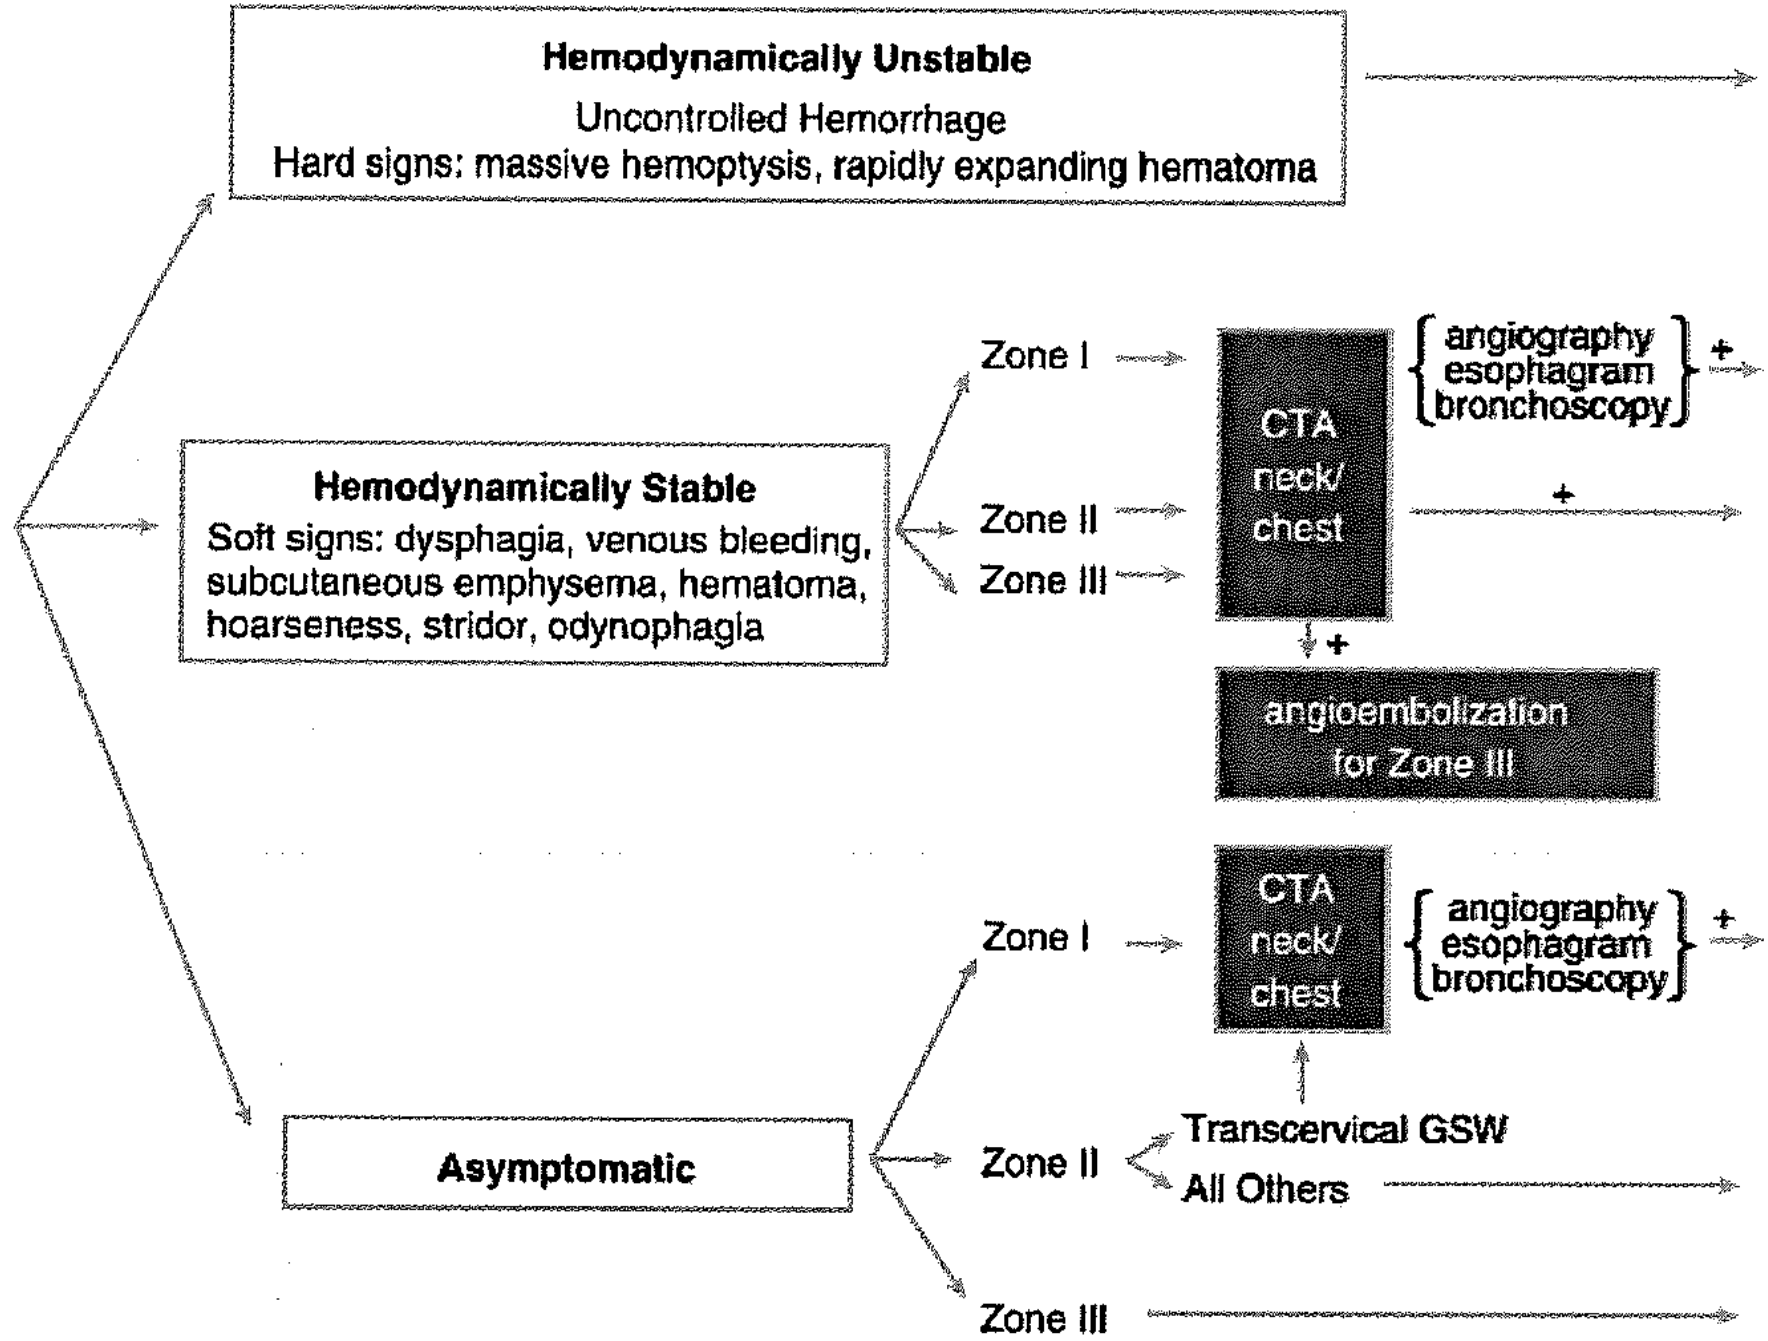 Hemodynamically Unstable
Uncontrolled Hemorrhage
Hard signs: massive hemoptysis, rapidly expanding hematoma
Hemodynamically Stable
Soft signs: dysphagia, venous bleeding,
subcutaneous emphysema, hematoma,
hoarseness, stridor, odynophagia
Zone I
Zone II
Zone III
CTA
neck/
chest
angiography
esophagram
bronchoscopy
+
+
+
angioembolization
for Zone III
Asymptomatic
Zone I
CTA
neck/
chest
angiography
esophagram
bronchoscopy
+
Zone II
Transcervical GSW
All Others
Zone III